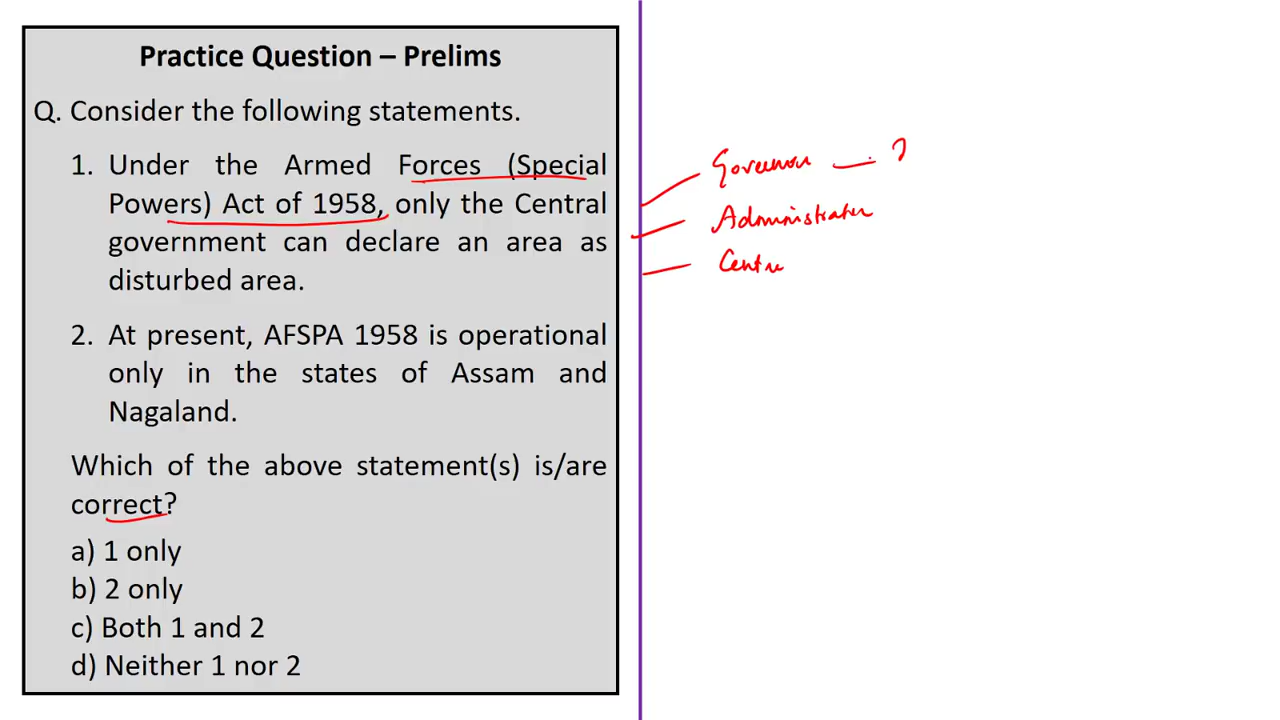 Practice Question – Prelims
Q. Consider the following statements.
1. Under the Armed Forces (Special
Powers) Act of 1958, only the Central
government can declare an area as
disturbed area.
2. At present, AFSPA 1958 is operational
only in the states of Assam and
Nagaland.
Which of the above statement(s) is/are
correct?
a) 1 only
b) 2 only
c) Both 1 and 2
d) Neither 1 nor 2
Governor — ?
Administrator
Centre